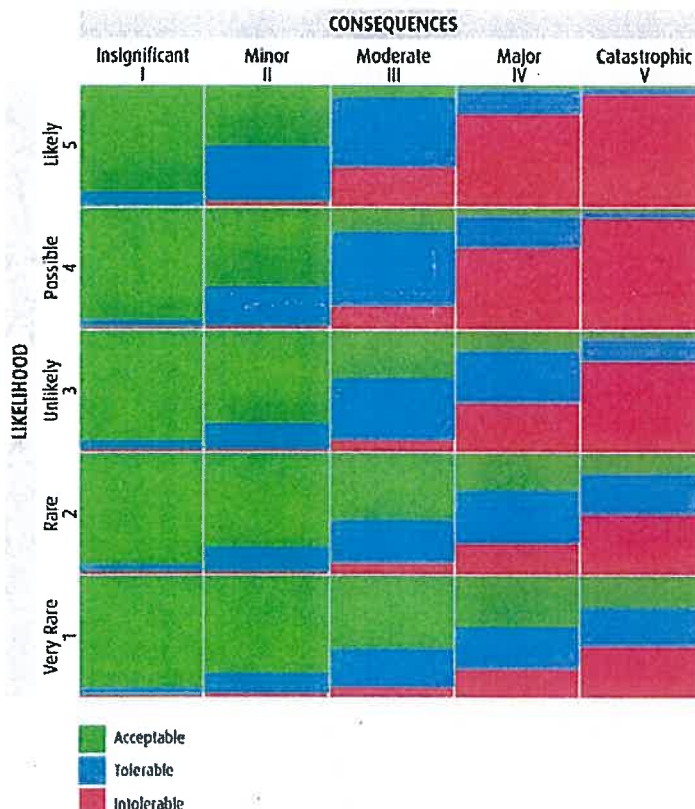 CONSEQUENCES
Insignificant Minor Moderate Major Catastrophic
I II III IV V
LIKELIHOOD
Likely
5
Possible
4
Unlikely
3
Rare
2
Very Rare
1
Acceptable
Tolerable
Intolerable